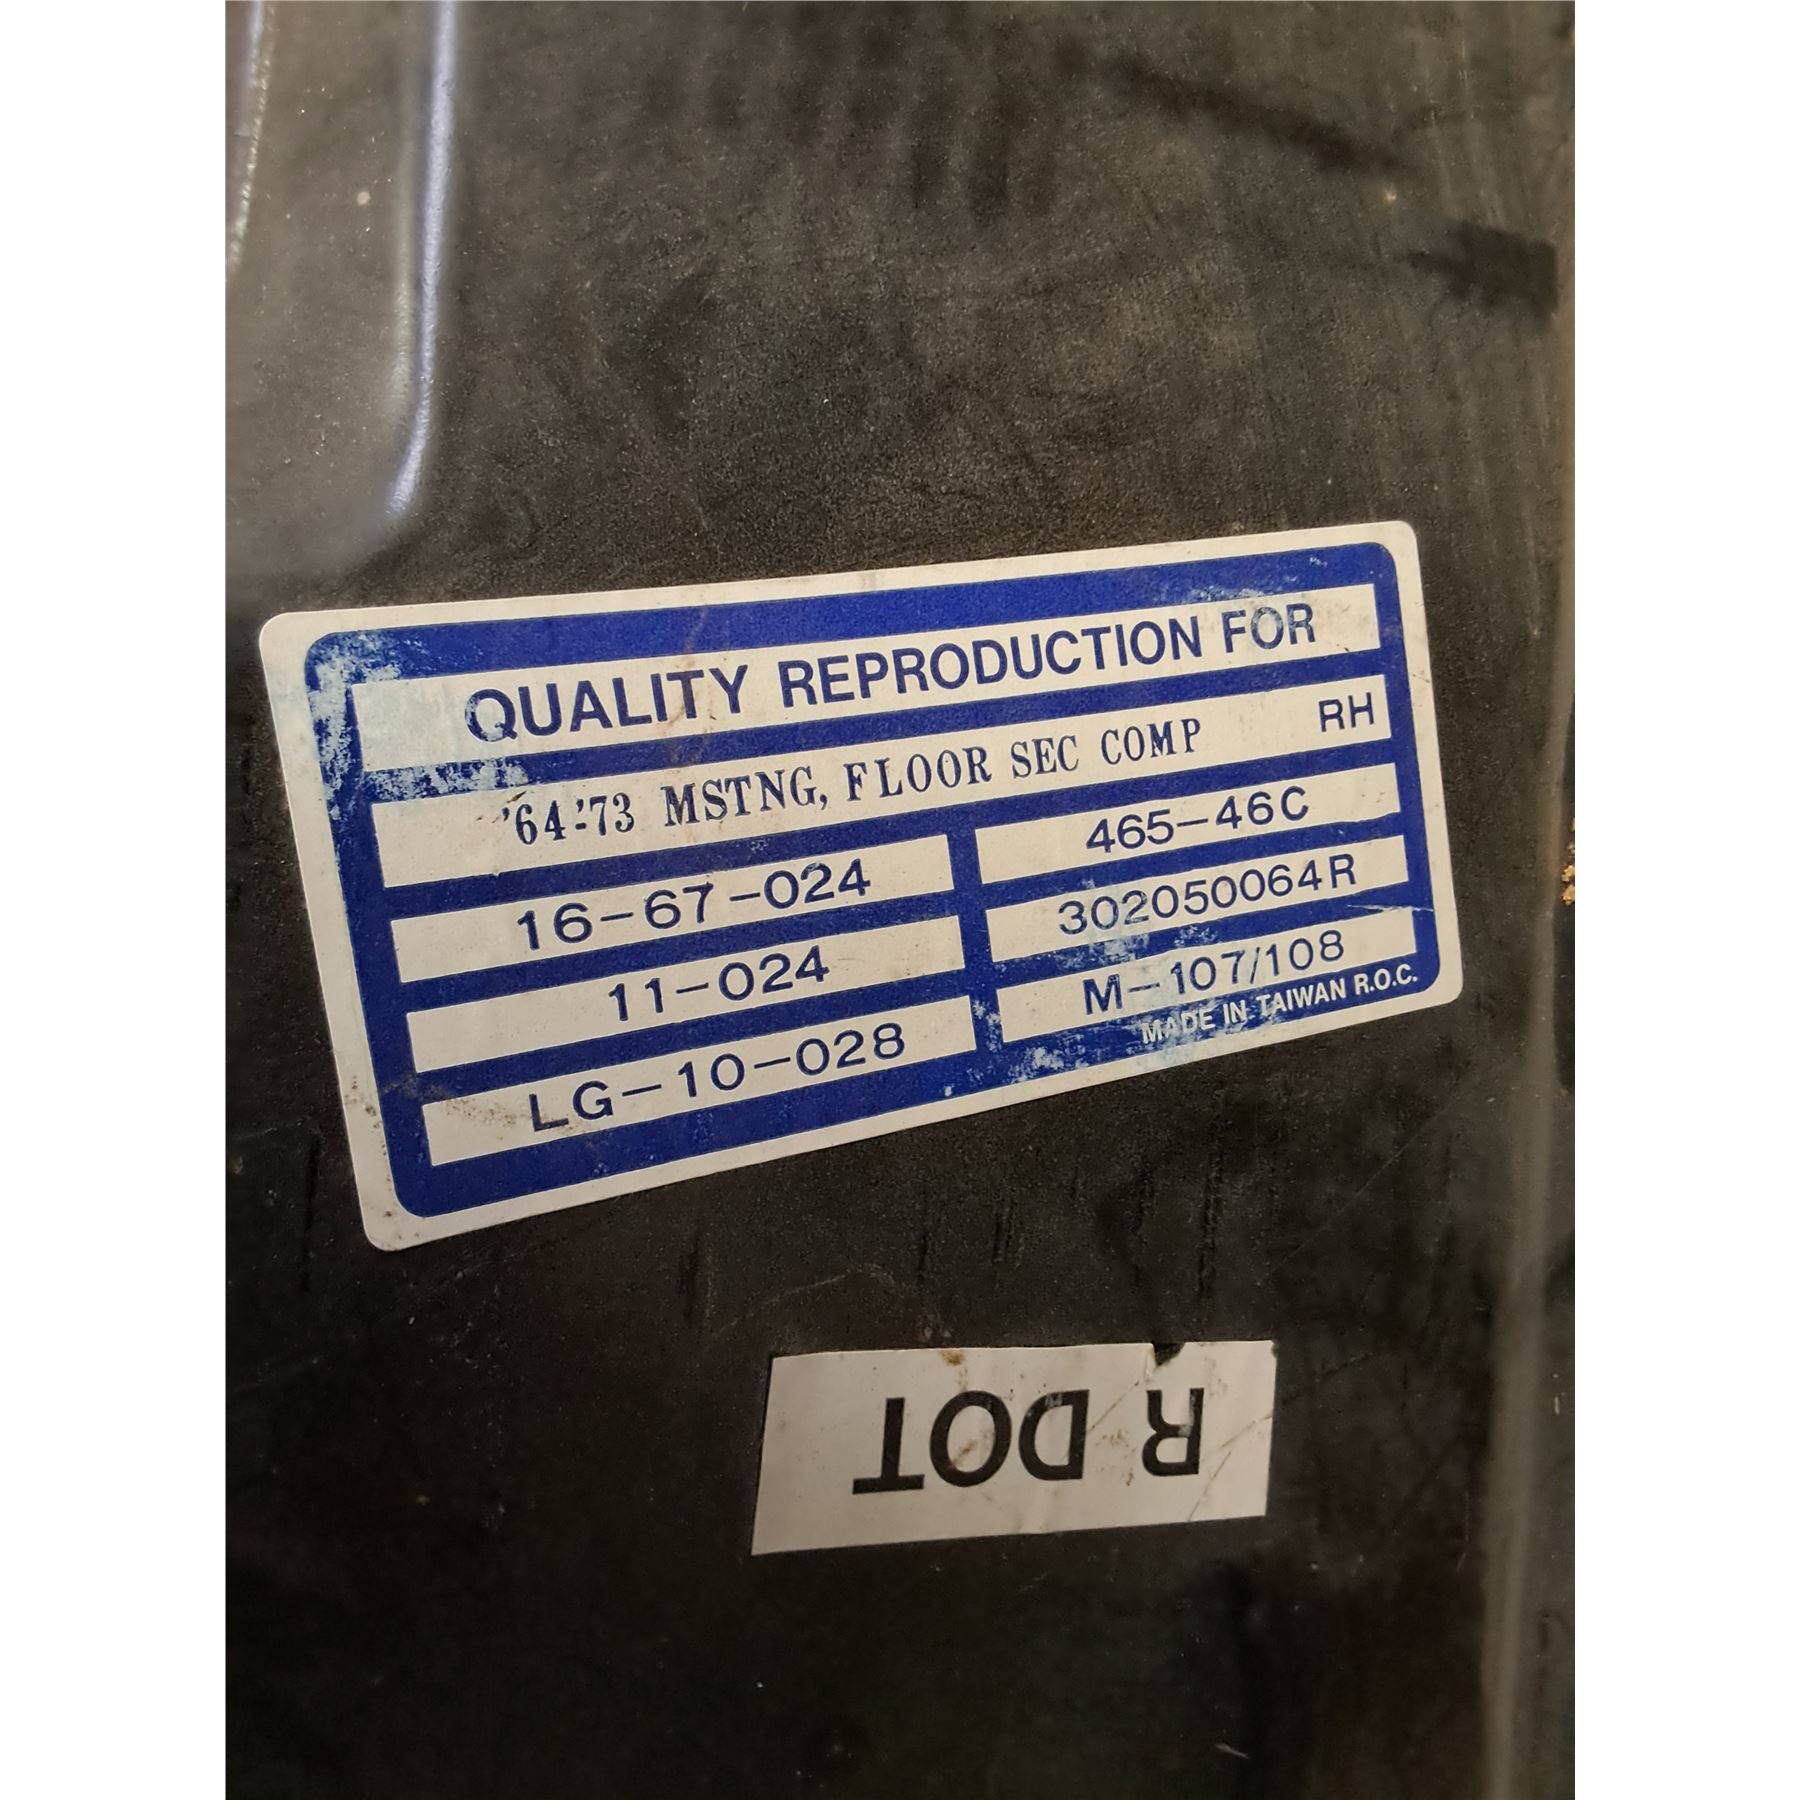 QUALITY REPRODUCTION FOR
'64-'73 MSTNG, FLOOR SEC COMP RH
16-67-024 465-46C
11-024 302050064R
LG-10-028 M-107/108
MADE IN TAIWAN R.O.C.
R DOT